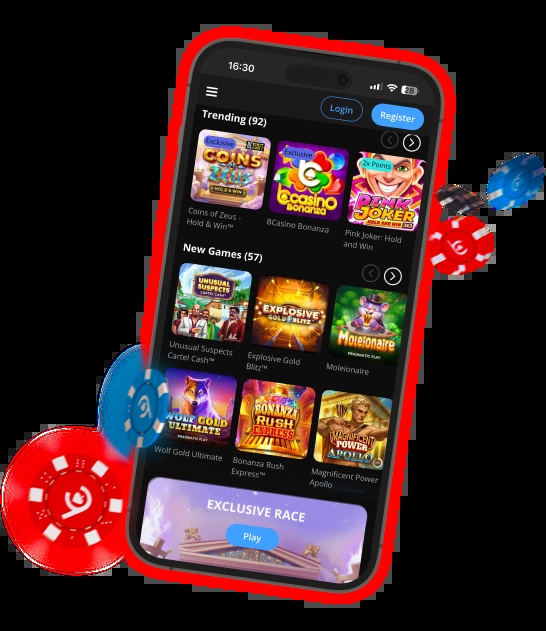 16:30
28
Login
Register
Trending (92)
Exclusive
COINS
OF
ZEUS
HOLD & WIN
Exclusive
BCasino
BONANZA
2x Points
PINK
JOKER
HOLD AND WIN
Coins of Zeus -
Hold & Win™
BCasino Bonanza
Pink Joker: Hold
and Win
New Games (57)
UNUSUAL
SUSPECTS
CARTEL CASH
EXPLOSIVE
GOLD BLITZ
Moleionaire
PRAGMATIC PLAY
Unusual Suspects
Cartel Cash™
Explosive Gold
Blitz™
Moleionaire
WOLF GOLD
ULTIMATE
PRAGMATIC PLAY
BONANZA
RUSH
EXPRESS
MAGNIFICENT
POWER
APOLLO
Wolf Gold Ultimate
Bonanza Rush
Express™
Magnificent Power
Apollo
EXCLUSIVE RACE
Play